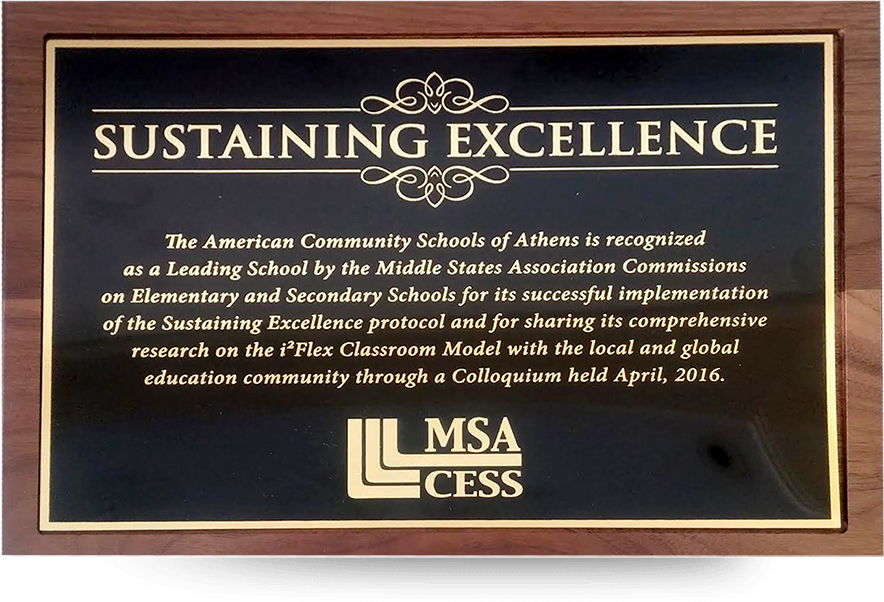 SUSTAINING EXCELLENCE
The American Community Schools of Athens is recognized
as a Leading School by the Middle States Association Commissions
on Elementary and Secondary Schools for its successful implementation
of the Sustaining Excellence protocol and for sharing its comprehensive
research on the i²Flex Classroom Model with the local and global
education community through a Colloquium held April, 2016.
MSA
CESS